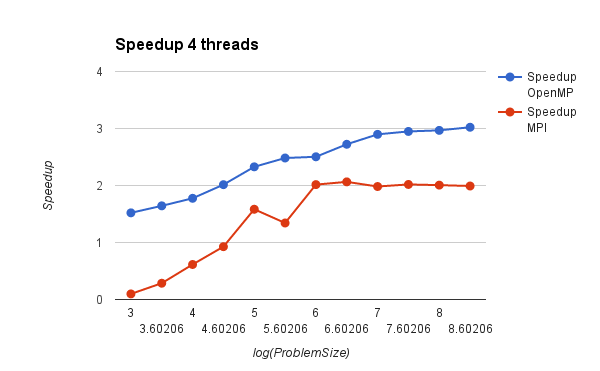 Speedup 4 threads
4
3
2
1
0
Speedup
Speedup
OpenMP
Speedup
MPI
3
3.60206
4
4.60206
5
5.60206
6
6.60206
7
7.60206
8
8.60206
log(ProblemSize)